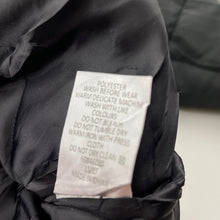 POLYESTER
WASH BEFORE WEAR
WARM DELICATE MACHINE
WASH WITH LIKE
COLOURS
DO NOT BLEACH
DO NOT TUMBLE DRY
WARM IRON WITH PRESS
CLOTH
DO NOT DRY CLEAN
MADE IN